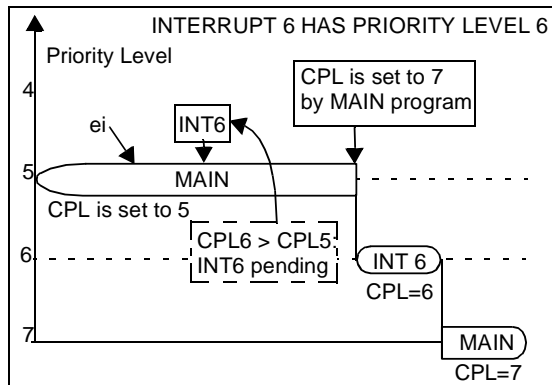 INTERRUPT 6 HAS PRIORITY LEVEL 6
Priority Level
4
CPL is set to 7
by MAIN program
ei
INT6
5
MAIN
CPL is set to 5
CPL6 > CPL5:
INT6 pending
6
INT 6
CPL=6
7
MAIN
CPL=7